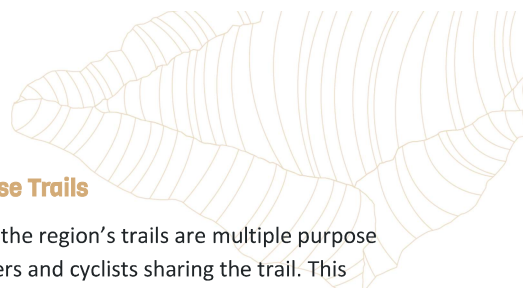 se Trails
the region’s trails are multiple purpose
ers and cyclists sharing the trail. This